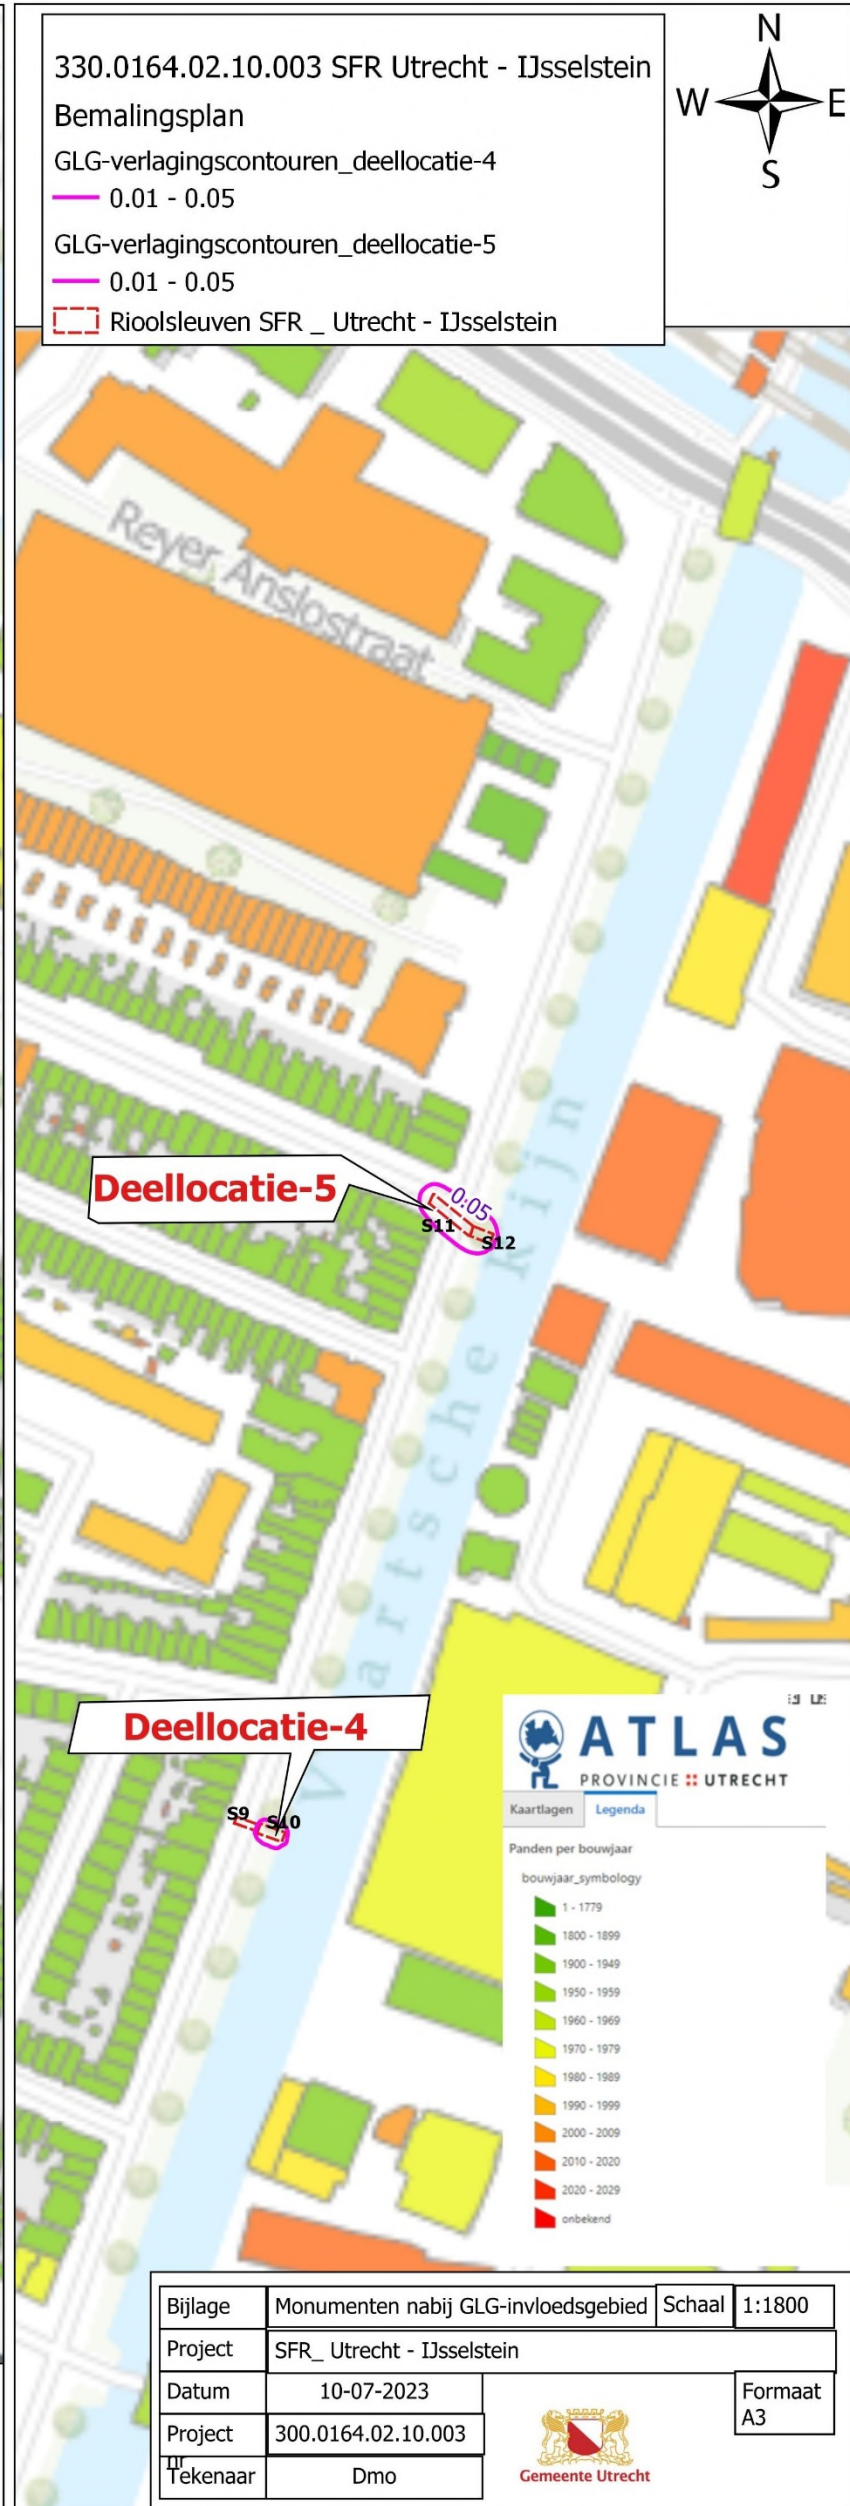 330.0164.02.10.003 SFR Utrecht - IJsselstein
Bemalingsplan
GLG-verlagingscontouren_deellocatie-4
0.01 - 0.05
GLG-verlagingscontouren_deellocatie-5
0.01 - 0.05
Rioolsleuven SFR _ Utrecht - IJsselstein
N
W E
S
Reyer Anslostraat
Deellocatie-5
0.05
S11
S12
Vaartsche Rijn
Deellocatie-4
S9
S10
ATLAS
PROVINCIE UTRECHT
Kaartlagen Legenda
Panden per bouwjaar
bouwjaar_symbology
1 - 1779
1800 - 1899
1900 - 1949
1950 - 1959
1960 - 1969
1970 - 1979
1980 - 1989
1990 - 1999
2000 - 2009
2010 - 2020
2020 - 2029
onbekend
Bijlage Monumenten nabij GLG-invloedsgebied Schaal 1:1800
Project SFR_ Utrecht - IJsselstein
Datum 10-07-2023 Formaat
A3
Project 300.0164.02.10.003
nr
Tekenaar Dmo
Gemeente Utrecht